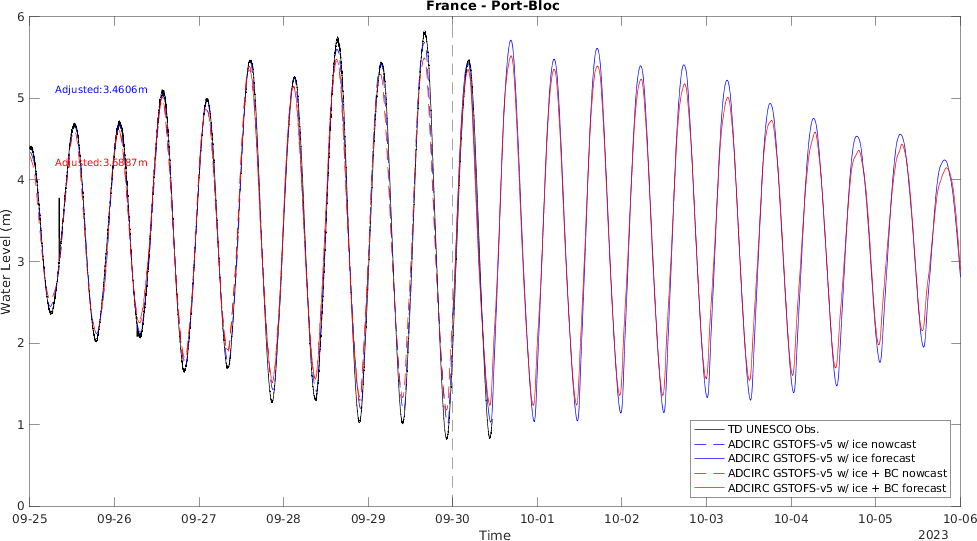 France - Port-Bloc
6
5
4
3
2
1
0
Water Level (m)
Adjusted:3.4606m
Adjusted:3.5887m
TD UNESCO Obs.
ADCIRC GSTOFS-v5 w/ ice nowcast
ADCIRC GSTOFS-v5 w/ ice forecast
ADCIRC GSTOFS-v5 w/ ice + BC nowcast
ADCIRC GSTOFS-v5 w/ ice + BC forecast
09-25 09-26 09-27 09-28 09-29 09-30 10-01 10-02 10-03 10-04 10-05 10-06
Time
2023